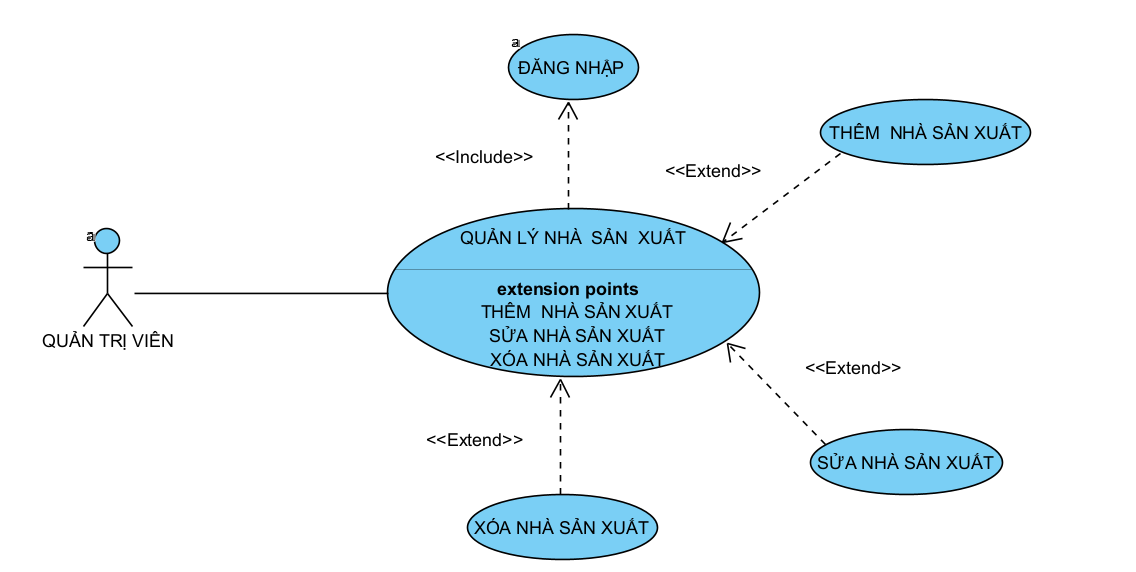 a
ĐĂNG NHẬP
THÊM NHÀ SẢN XUẤT
<<Include>>
<<Extend>>
a
QUẢN TRỊ VIÊN
QUẢN LÝ NHÀ SẢN XUẤT
extension points
THÊM NHÀ SẢN XUẤT
SỬA NHÀ SẢN XUẤT
XÓA NHÀ SẢN XUẤT
<<Extend>>
<<Extend>>
SỬA NHÀ SẢN XUẤT
XÓA NHÀ SẢN XUẤT